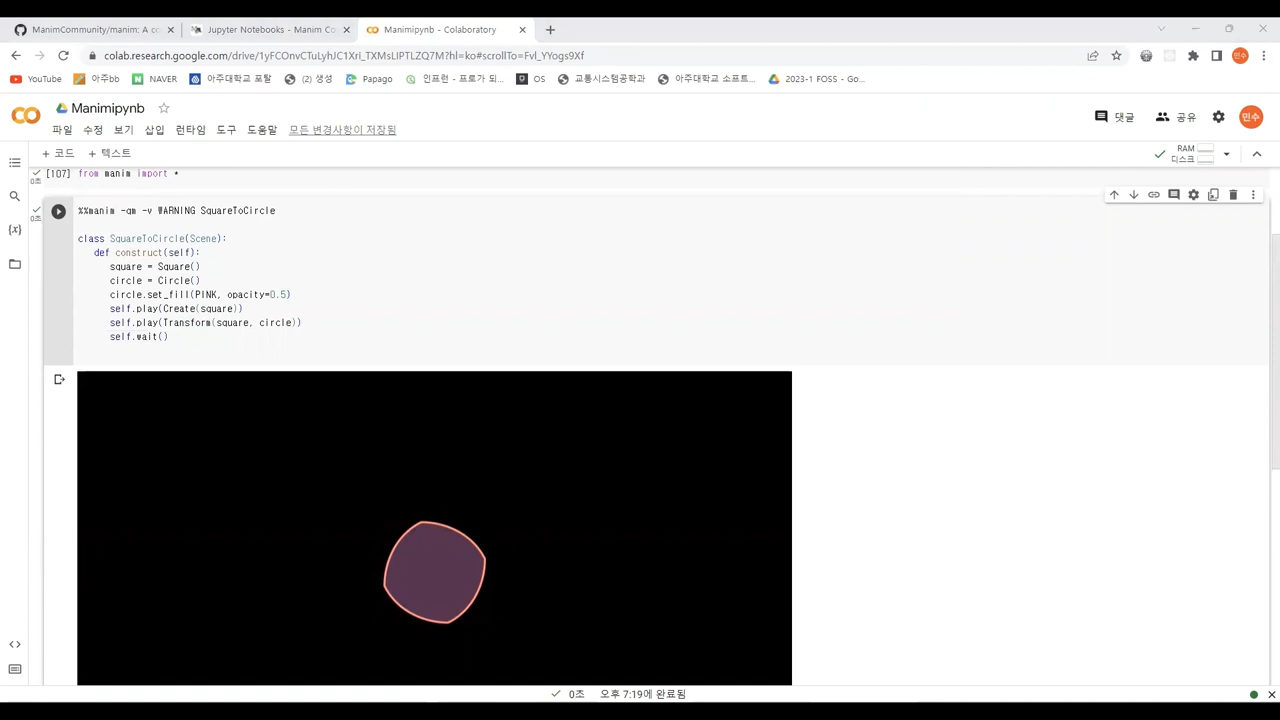 ManimCommunity/manim: A co
Jupyter Notebooks - Manim Co
Manimipynb - Colaboratory
colab.research.google.com/drive/1yFCOnvCTuLyhJC1Xri_TXMsLIPTLZQ7M?hl=ko#scrollTo=Fvl_YYogs9Xf
민수
YouTube
아주bb
NAVER
아주대학교 포탈
(2) 생성
Papago
인프런 - 프로가 되...
OS
교통시스템공학과
아주대학교 소프트...
2023-1 FOSS - Go...
Manimipynb
파일 수정 보기 삽입 런타임 도구 도움말 모든 변경사항이 저장됨
댓글
공유
민수
+ 코드 + 텍스트
RAM
디스크
0초
[107] from manim import *
0초
%%manim -qm -v WARNING SquareToCircle
class SquareToCircle(Scene):
def construct(self):
square = Square()
circle = Circle()
circle.set_fill(PINK, opacity=0.5)
self.play(Create(square))
self.play(Transform(square, circle))
self.wait()
0초 오후 7:19에 완료됨